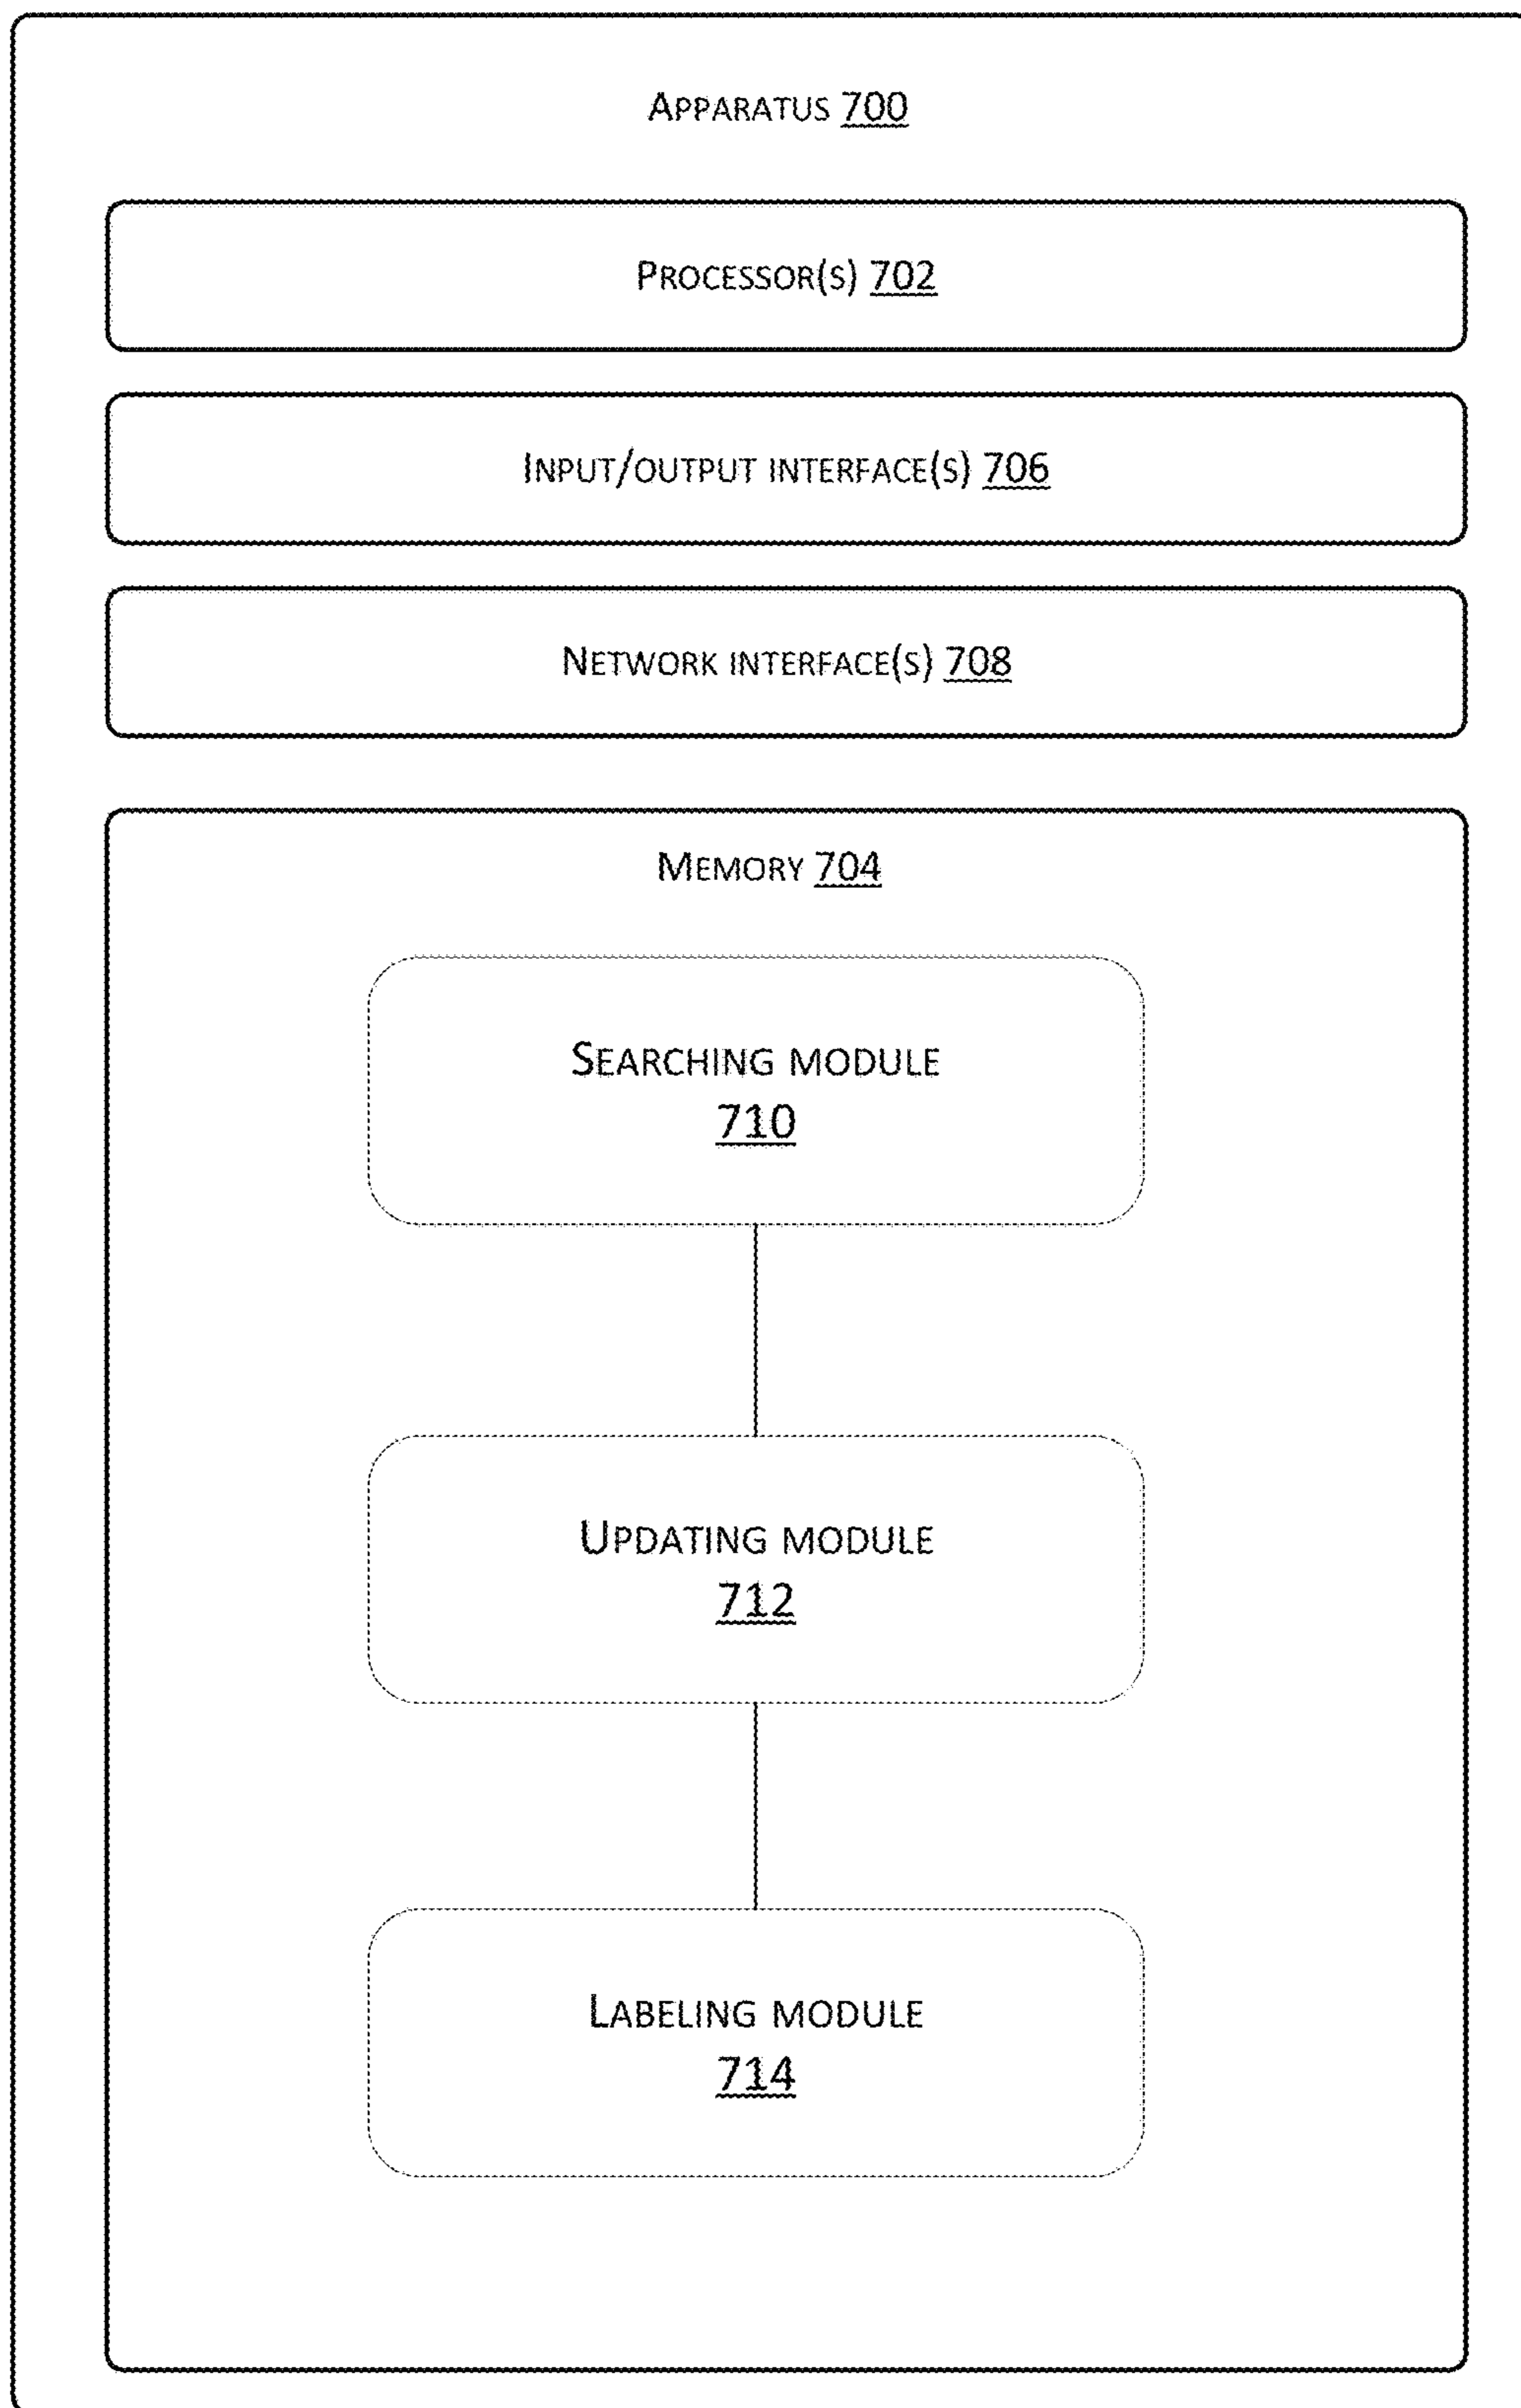 APPARATUS 700
PROCESSOR(S) 702
INPUT/OUTPUT INTERFACE(S) 706
NETWORK INTERFACE(S) 708
MEMORY 704
SEARCHING MODULE
710
UPDATING MODULE
712
LABELING MODULE
714